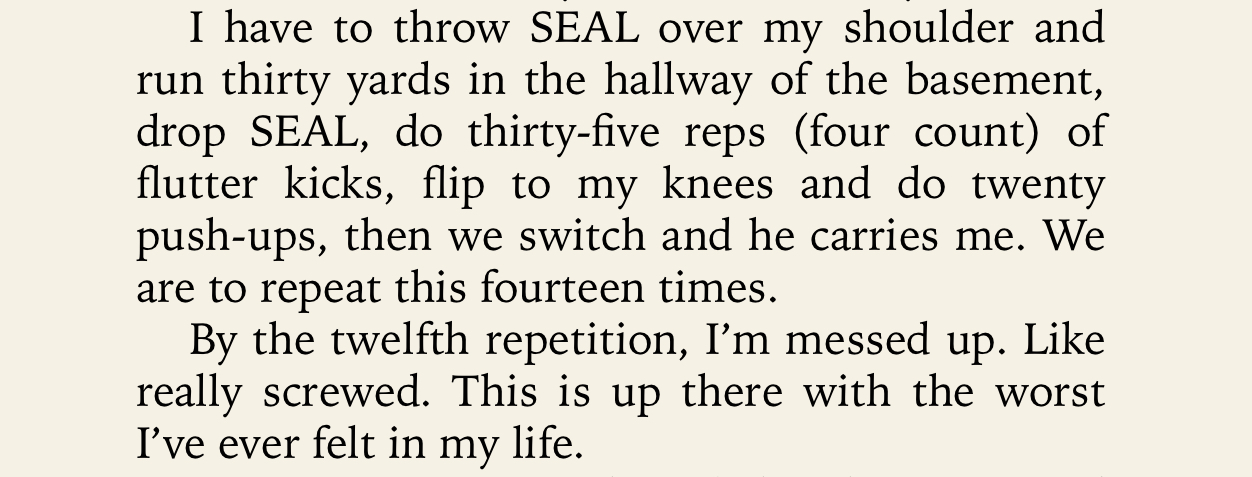 I have to throw SEAL over my shoulder and
run thirty yards in the hallway of the basement,
drop SEAL, do thirty-five reps (four count) of
flutter kicks, flip to my knees and do twenty
push-ups, then we switch and he carries me. We
are to repeat this fourteen times.
By the twelfth repetition, I’m messed up. Like
really screwed. This is up there with the worst
I’ve ever felt in my life.